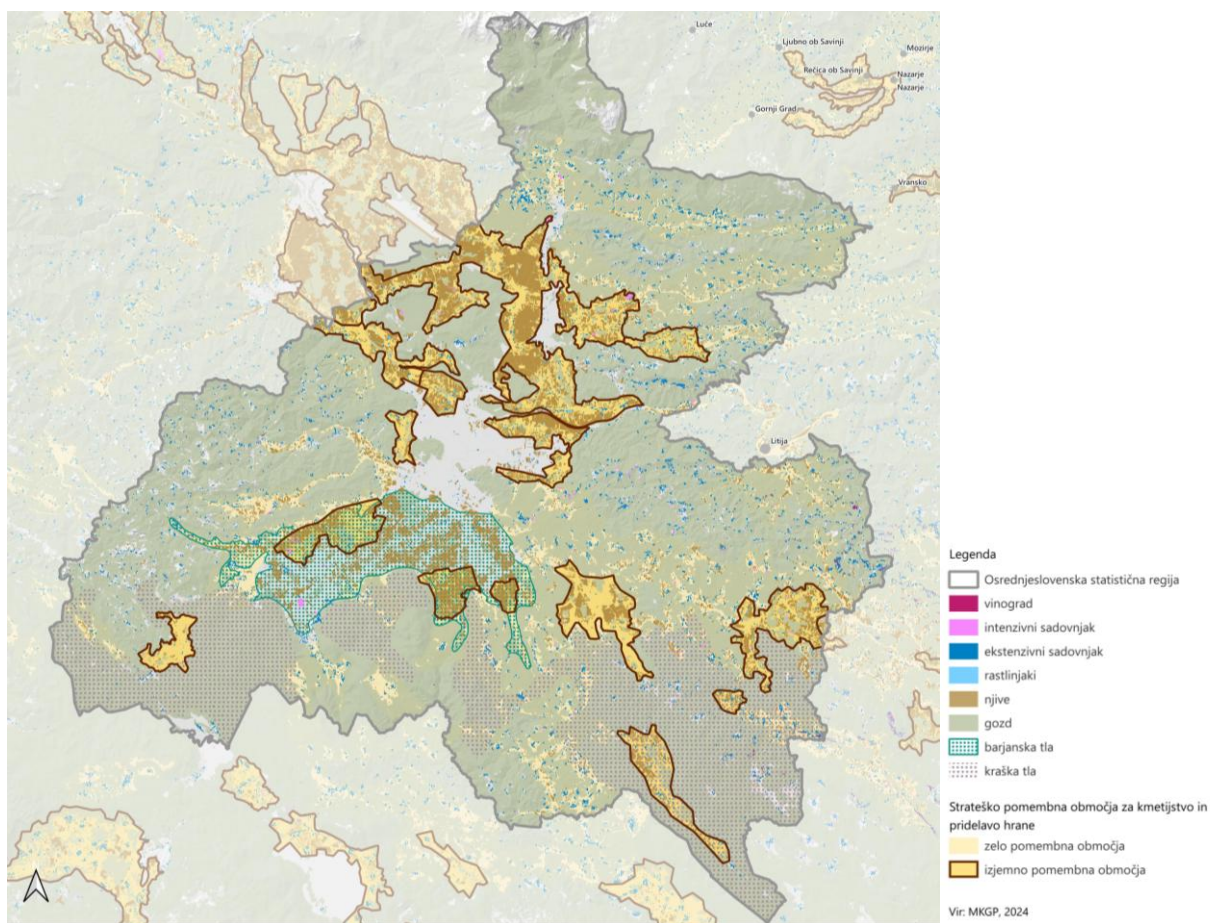 Luče
Ljubno ob Savinji
Mozirje
Rečica ob Savinji
Nazarje
Nazarje
Gornji Grad
Vransko
Litija
Legenda
Osrednjeslovenska statistična regija
vinograd
intenzivni sadovnjak
ekstenzivni sadovnjak
rastlinjaki
njive
gozd
barjanska tla
kraška tla
Strateško pomembna območja za kmetijstvo in
pridelavo hrane
zelo pomembna območja
izjemno pomembna območja
Vir: MKGP, 2024